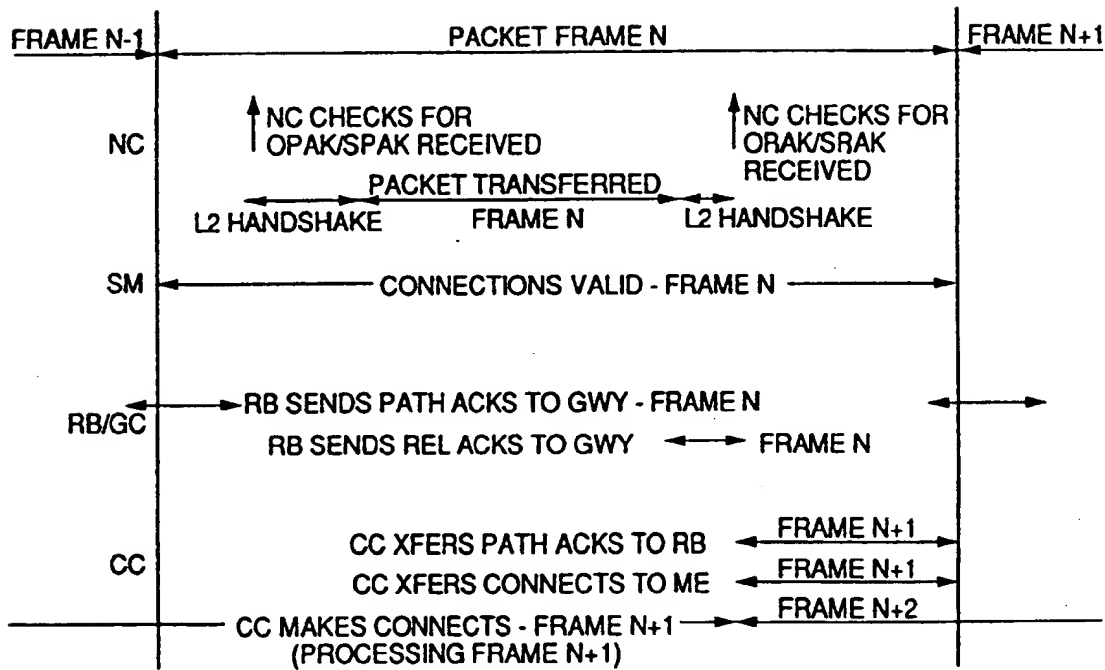 FRAME N-1
PACKET FRAME N
FRAME N+1
NC
NC CHECKS FOR
OPAK/SPAK RECEIVED
NC CHECKS FOR
ORAK/SRAK
RECEIVED
PACKET TRANSFERRED
FRAME N
L2 HANDSHAKE
L2 HANDSHAKE
SM
CONNECTIONS VALID - FRAME N
RB/GC
RB SENDS PATH ACKS TO GWY - FRAME N
RB SENDS REL ACKS TO GWY
FRAME N
CC
CC XFERS PATH ACKS TO RB
FRAME N+1
CC XFERS CONNECTS TO ME
FRAME N+1
CC MAKES CONNECTS - FRAME N+1
(PROCESSING FRAME N+1)
FRAME N+2